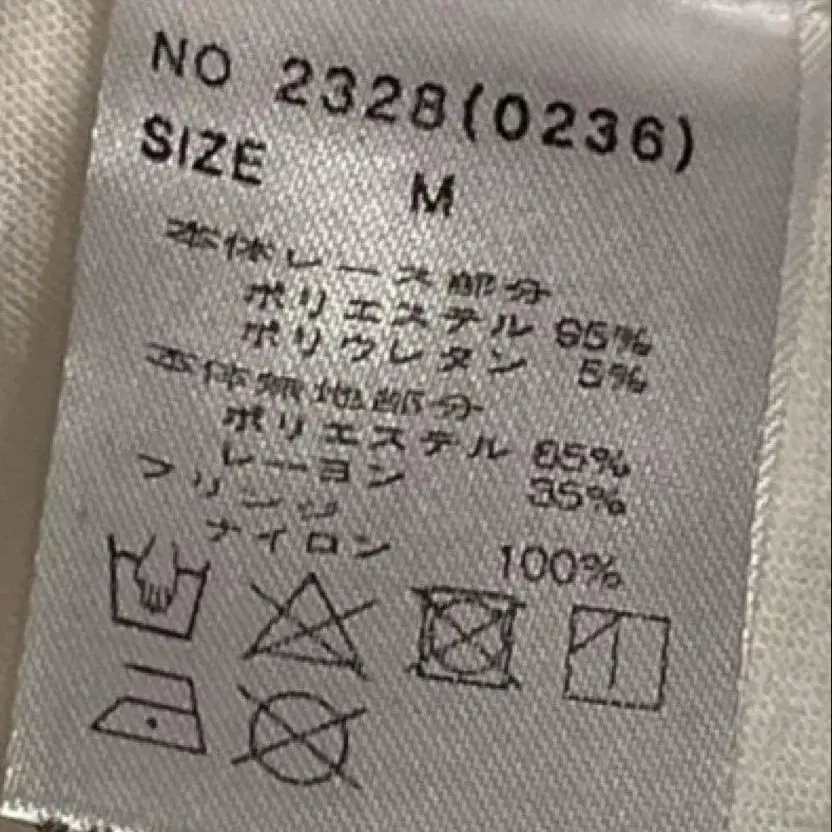 NO 2328(0236)
SIZE M
本体レース部分
ポリエステル 95%
ポリウレタン 5%
本体無地部分
ポリエステル 65%
レーヨン 35%
フリンジ
ナイロン 100%